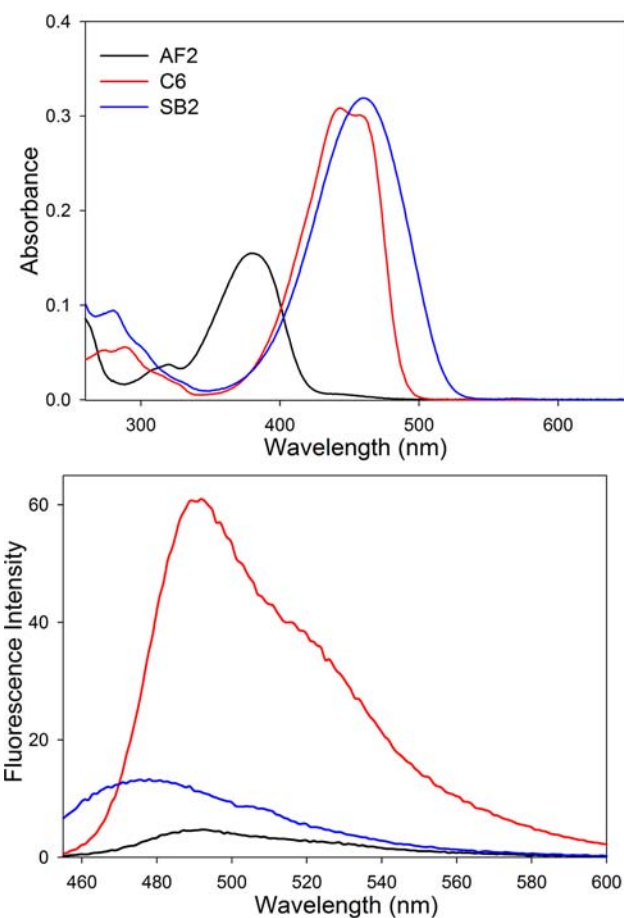 0.4
AF2
C6
SB2
0.3
0.2
0.1
0.0
Absorbance
300 400 500 600
Wavelength (nm)
60
40
20
0
Fluorescence Intensity
460 480 500 520 540 560 580 600
Wavelength (nm)